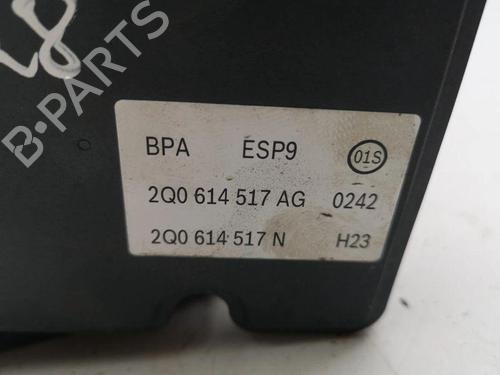 B-PARTS
BPA ESP9 01S
2Q0 614 517 AG 0242
2Q0 614 517 N H23